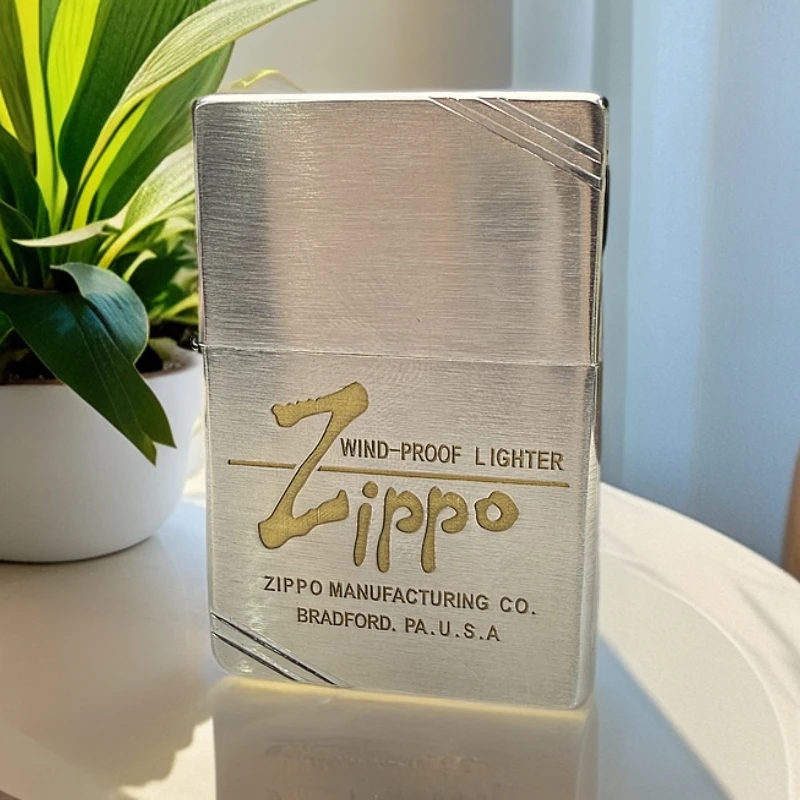 WIND-PROOF LIGHTER
Zippo
ZIPPO MANUFACTURING CO.
BRADFORD. PA.U.S.A